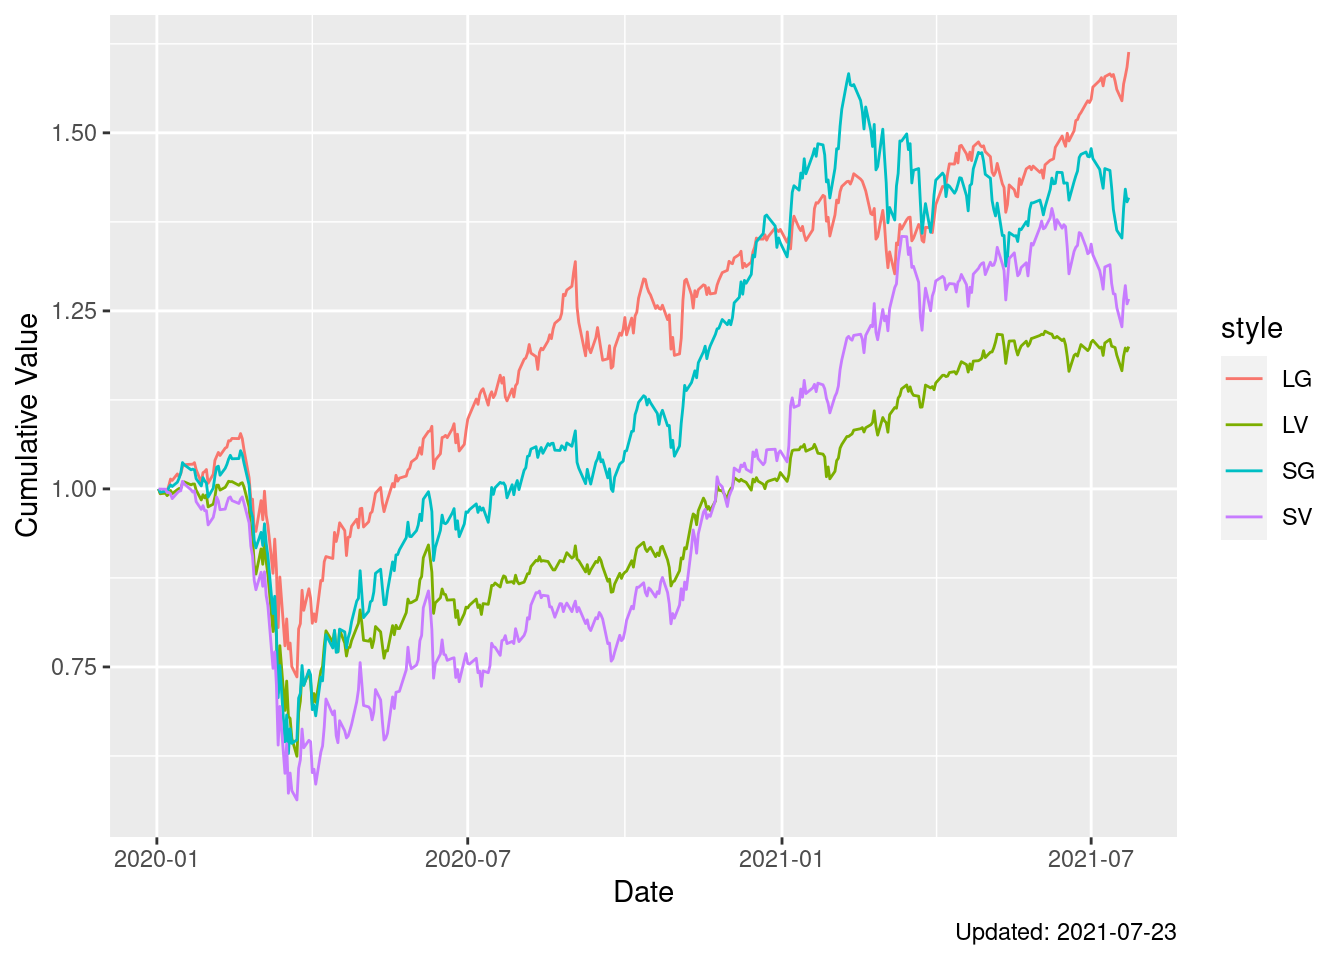 Cumulative Value
1.50
1.25
1.00
0.75
2020-01
2020-07
2021-01
2021-07
Date
style
LG
LV
SG
SV
Updated: 2021-07-23